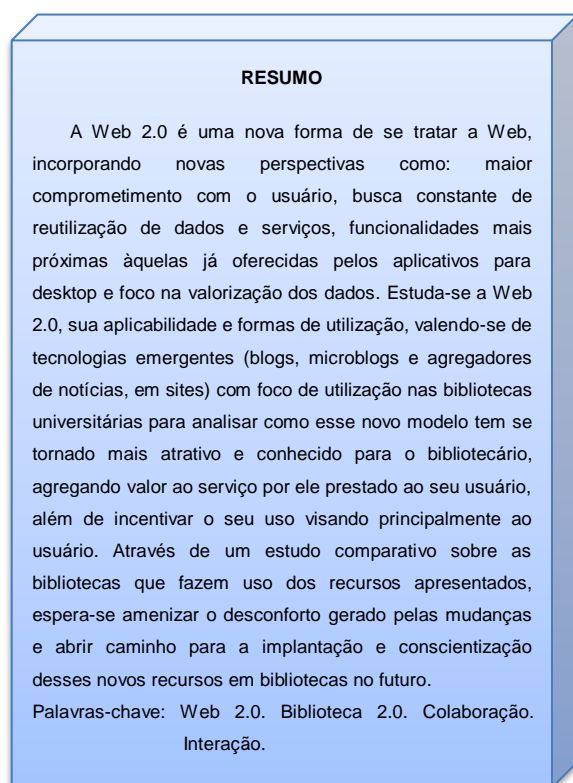 RESUMO
A Web 2.0 é uma nova forma de se tratar a Web,
incorporando novas perspectivas como: maior
comprometimento com o usuário, busca constante de
reutilização de dados e serviços, funcionalidades mais
próximas àquelas já oferecidas pelos aplicativos para
desktop e foco na valorização dos dados. Estuda-se a Web
2.0, sua aplicabilidade e formas de utilização, valendo-se de
tecnologias emergentes (blogs, microblogs e agregadores
de notícias, em sites) com foco de utilização nas bibliotecas
universitárias para analisar como esse novo modelo tem se
tornado mais atrativo e conhecido para o bibliotecário,
agregando valor ao serviço por ele prestado ao seu usuário,
além de incentivar o seu uso visando principalmente ao
usuário. Através de um estudo comparativo sobre as
bibliotecas que fazem uso dos recursos apresentados,
espera-se amenizar o desconforto gerado pelas mudanças
e abrir caminho para a implantação e conscientização
desses novos recursos em bibliotecas no futuro.
Palavras-chave: Web 2.0. Biblioteca 2.0. Colaboração.
Interação.